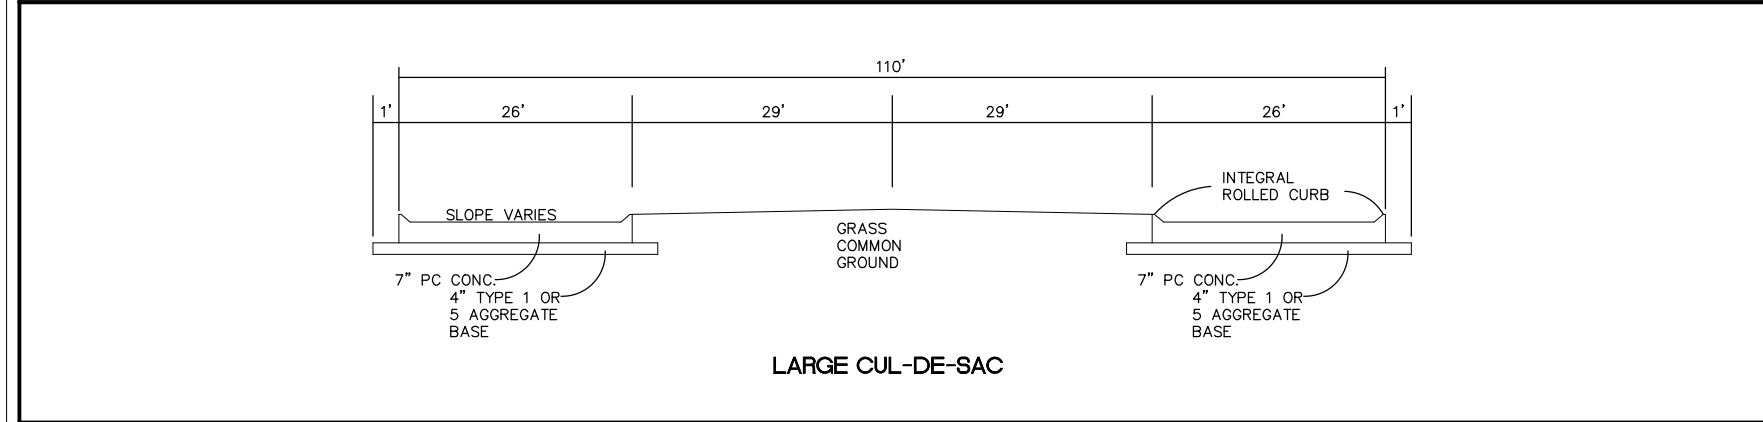 110'
1' 26' 29' 29' 26' 1'
INTEGRAL
ROLLED CURB
SLOPE VARIES
GRASS
COMMON
GROUND
7" PC CONC.
4" TYPE 1 OR
5 AGGREGATE
BASE
7" PC CONC.
4" TYPE 1 OR
5 AGGREGATE
BASE
LARGE CUL-DE-SAC